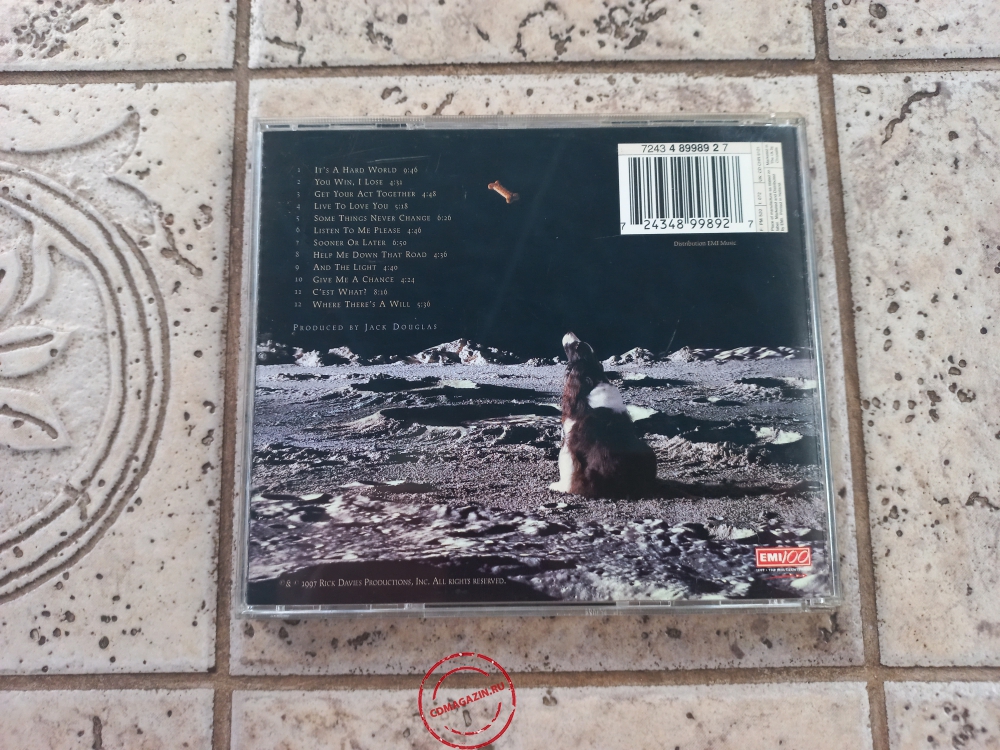 1 It's A Hard World 9:46
2 You Win, I Lose 4:31
3 Get Your Act Together 4:48
4 Live To Love You 5:18
5 Some Things Never Change 6:26
6 Listen To Me Please 4:46
7 Sooner Or Later 6:50
8 Help Me Down That Road 4:36
9 And The Light 4:40
10 Give Me A Chance 4:24
11 C'est What? 8:16
12 Where There's A Will 5:36
Produced by Jack Douglas
7243 4 89989 2 7
7 24348 99892 7
Distribution EMI Music
1997 Rick Davies Productions, Inc. All rights reserved.
EMI 100
CDMAGAZIN.RU